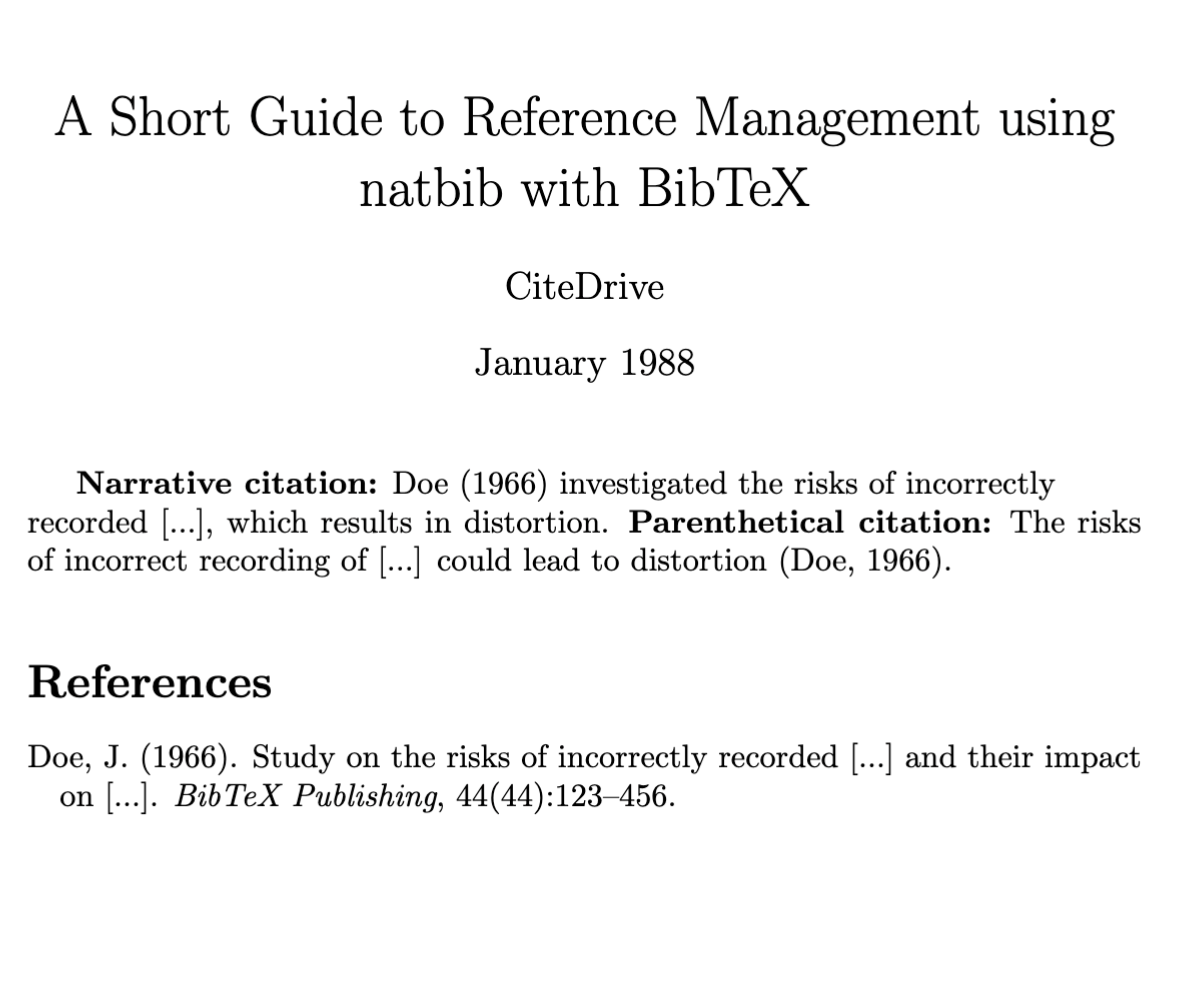 A Short Guide to Reference Management using
natbib with BibTeX
CiteDrive
January 1988
Narrative citation: Doe (1966) investigated the risks of incorrectly
recorded [...], which results in distortion. Parenthetical citation: The risks
of incorrect recording of [...] could lead to distortion (Doe, 1966).
References
Doe, J. (1966). Study on the risks of incorrectly recorded [...] and their impact
on [...]. BibTeX Publishing, 44(44):123–456.